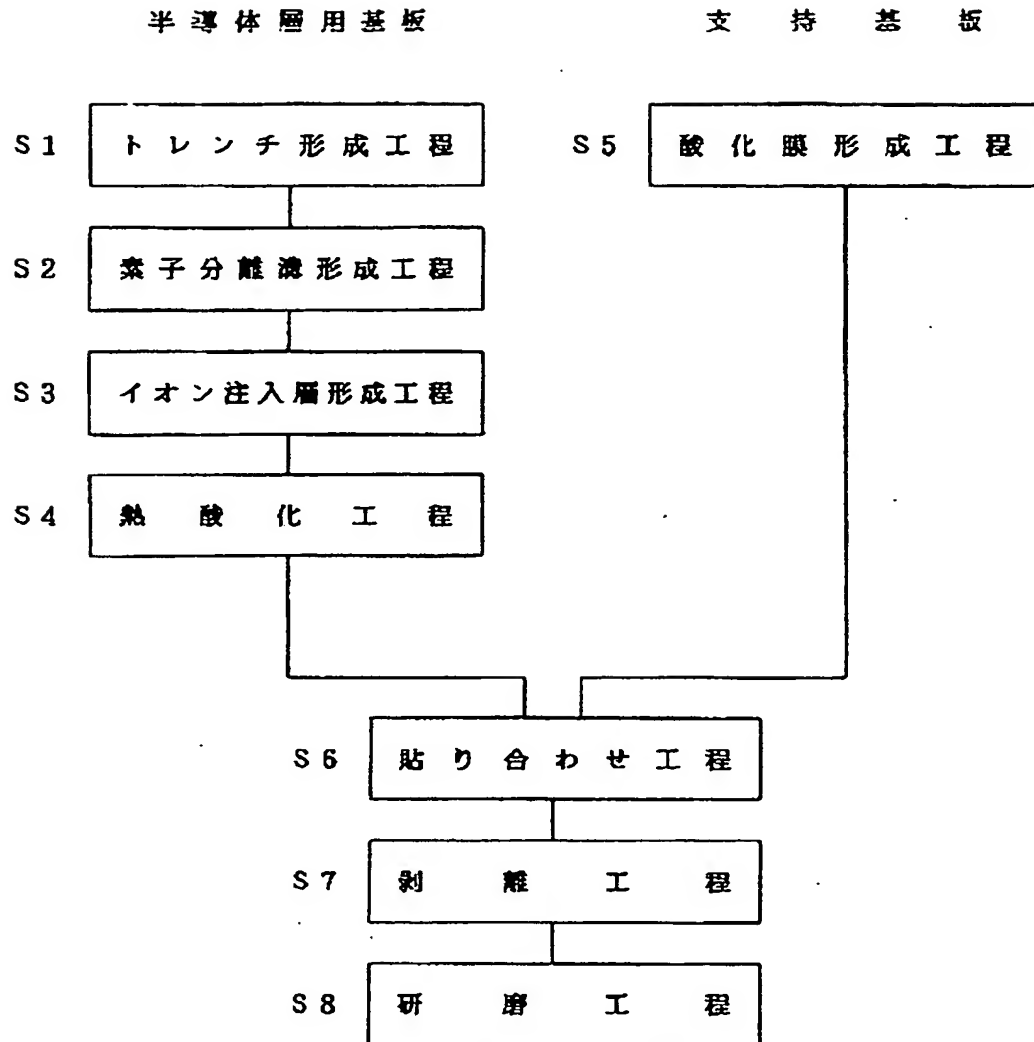 半導体層用基板
支持基板
S1 トレンチ形成工程
S5 酸化膜形成工程
S2 素子分離溝形成工程
S3 イオン注入層形成工程
S4 熱酸化工程
S6 貼り合わせ工程
S7 剥離工程
S8 研磨工程